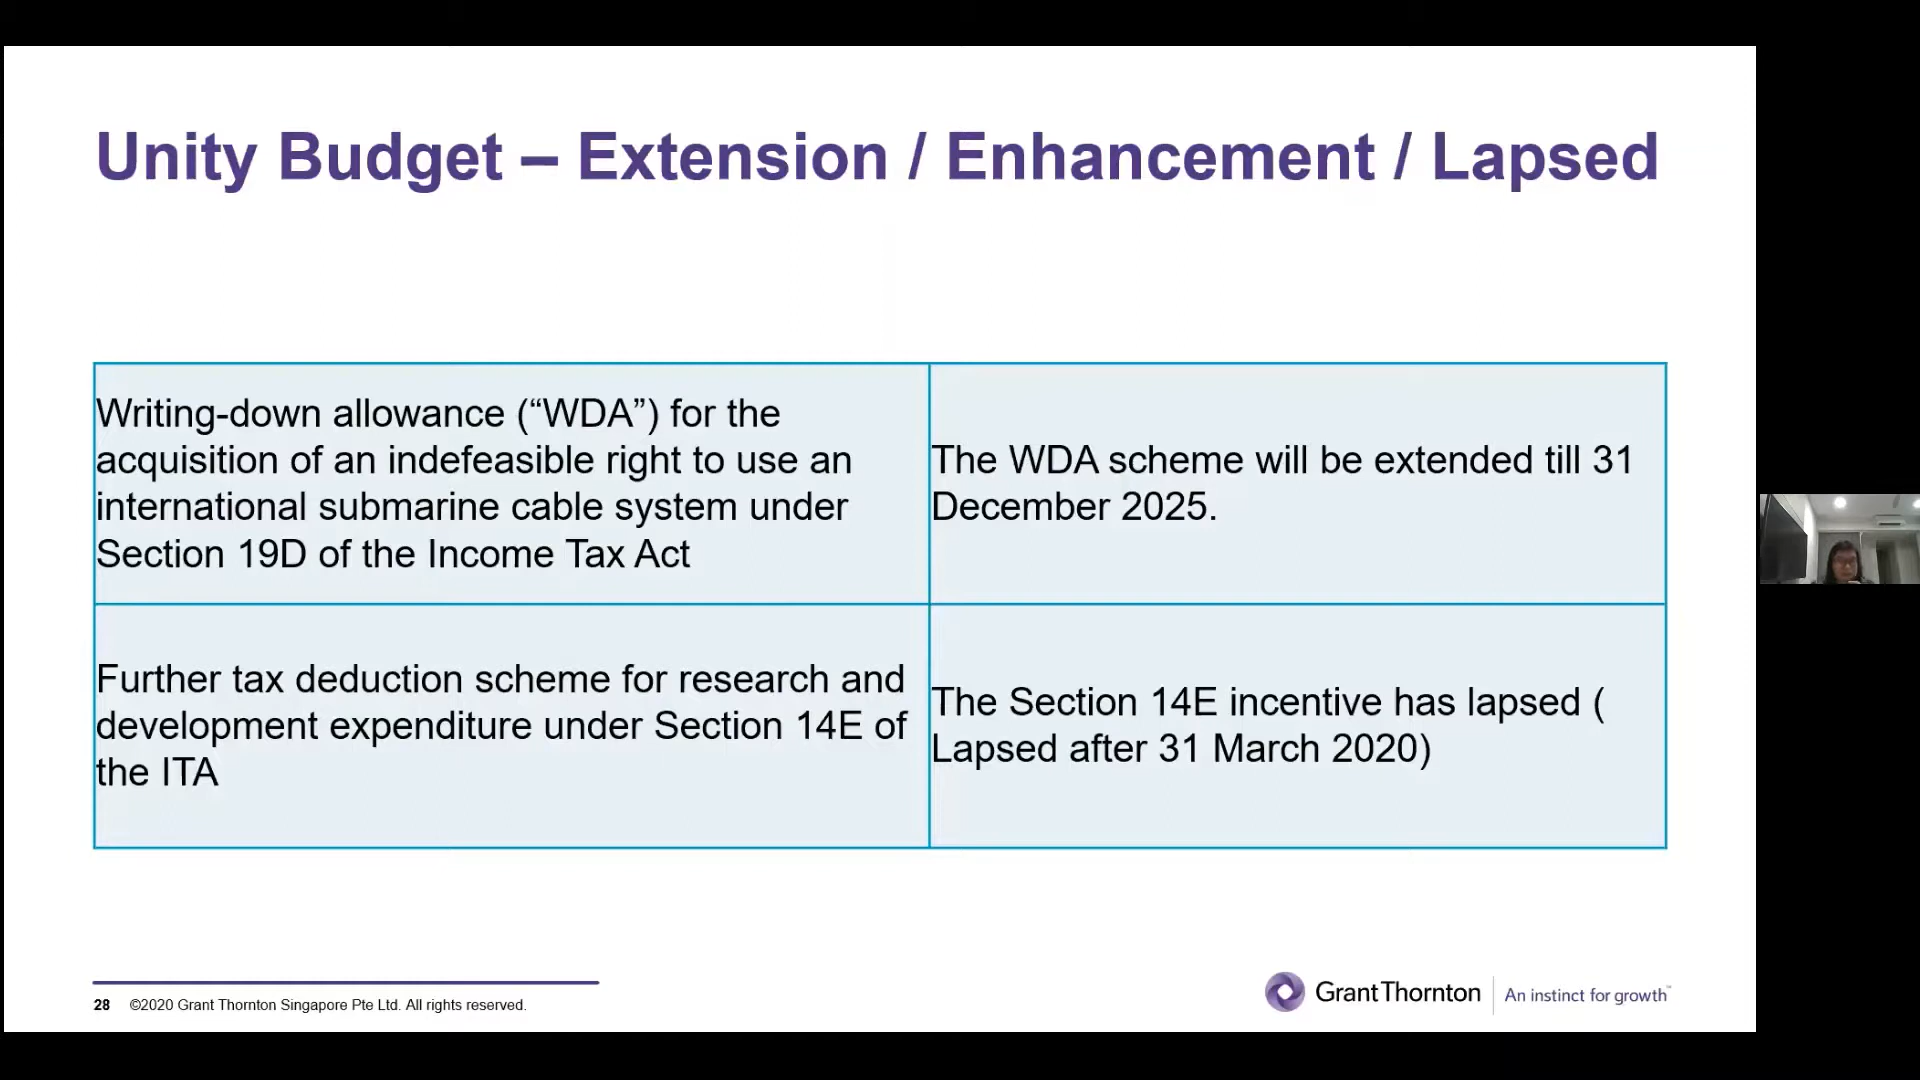 Unity Budget – Extension / Enhancement / Lapsed
Writing-down allowance (“WDA”) for the
acquisition of an indefeasible right to use an
international submarine cable system under
Section 19D of the Income Tax Act
The WDA scheme will be extended till 31
December 2025.
Further tax deduction scheme for research and
development expenditure under Section 14E of
the ITA
The Section 14E incentive has lapsed (
Lapsed after 31 March 2020)
28 ©2020 Grant Thornton Singapore Pte Ltd. All rights reserved.
Grant Thornton An instinct for growth™